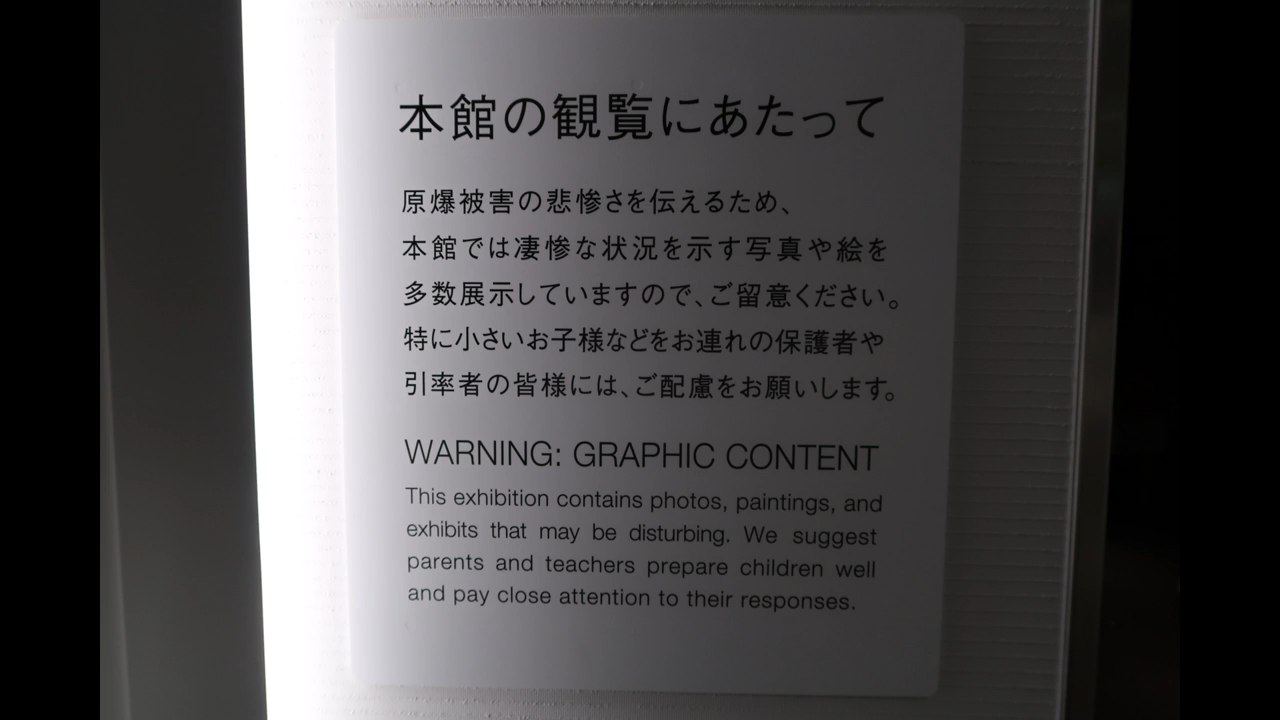 本館の観覧にあたって
原爆被害の悲惨さを伝えるため、
本館では凄惨な状況を示す写真や絵を
多数展示していますので、ご留意ください。
特に小さいお子様などをお連れの保護者や
引率者の皆様には、ご配慮をお願いします。
WARNING: GRAPHIC CONTENT
This exhibition contains photos, paintings, and
exhibits that may be disturbing. We suggest
parents and teachers prepare children well
and pay close attention to their responses.